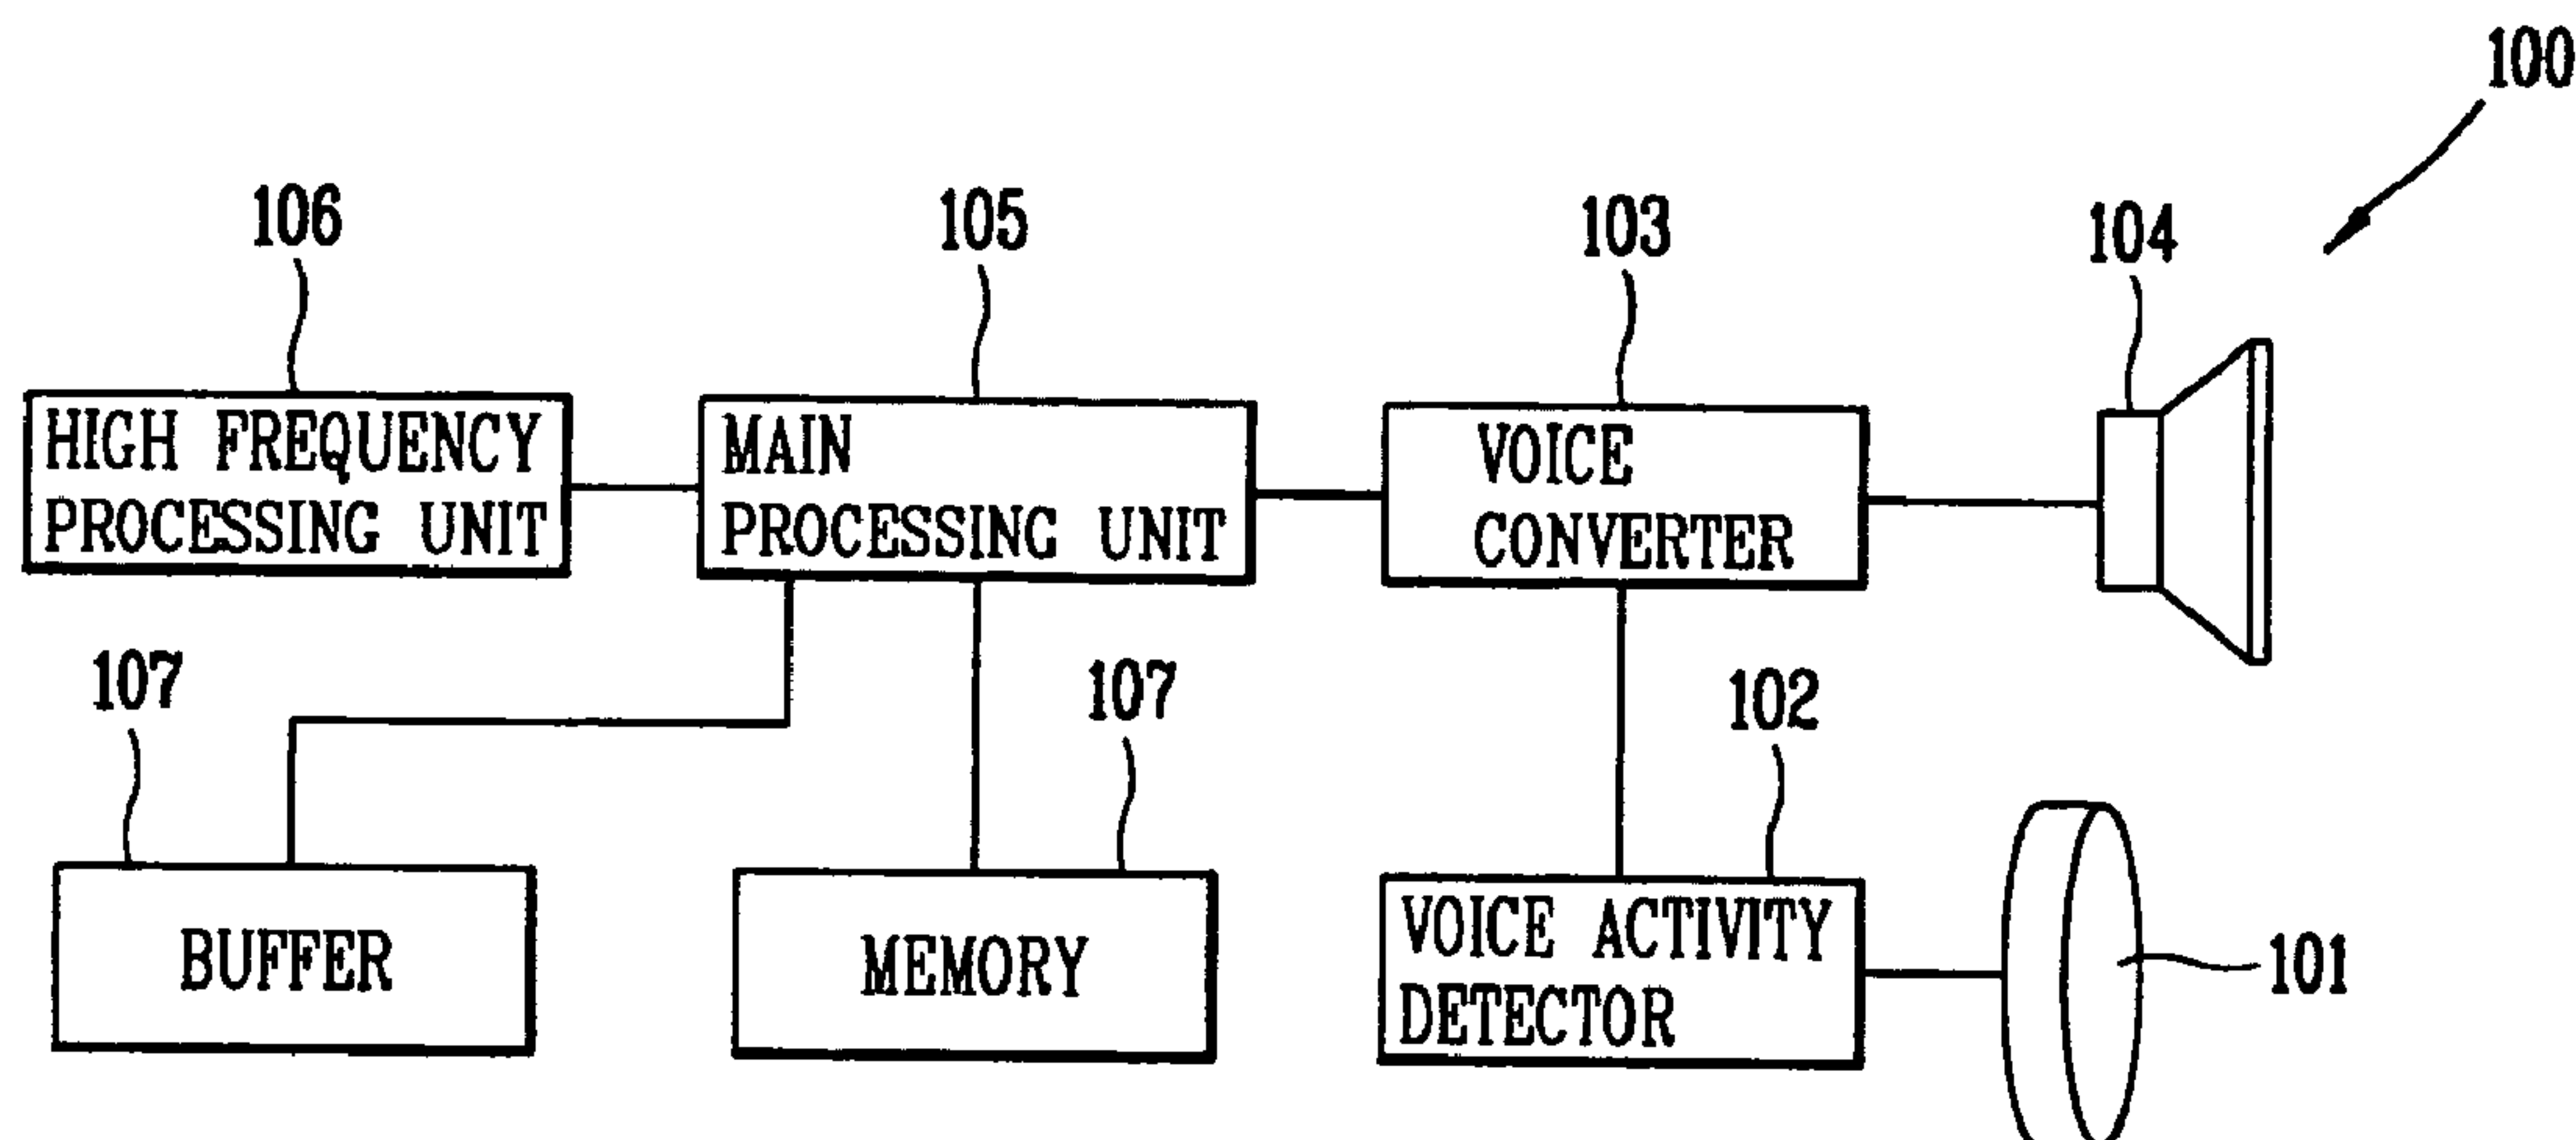 100
106
105
103
104
HIGH FREQUENCY
PROCESSING UNIT
MAIN
PROCESSING UNIT
VOICE
CONVERTER
107
107
102
BUFFER
MEMORY
VOICE ACTIVITY
DETECTOR
101